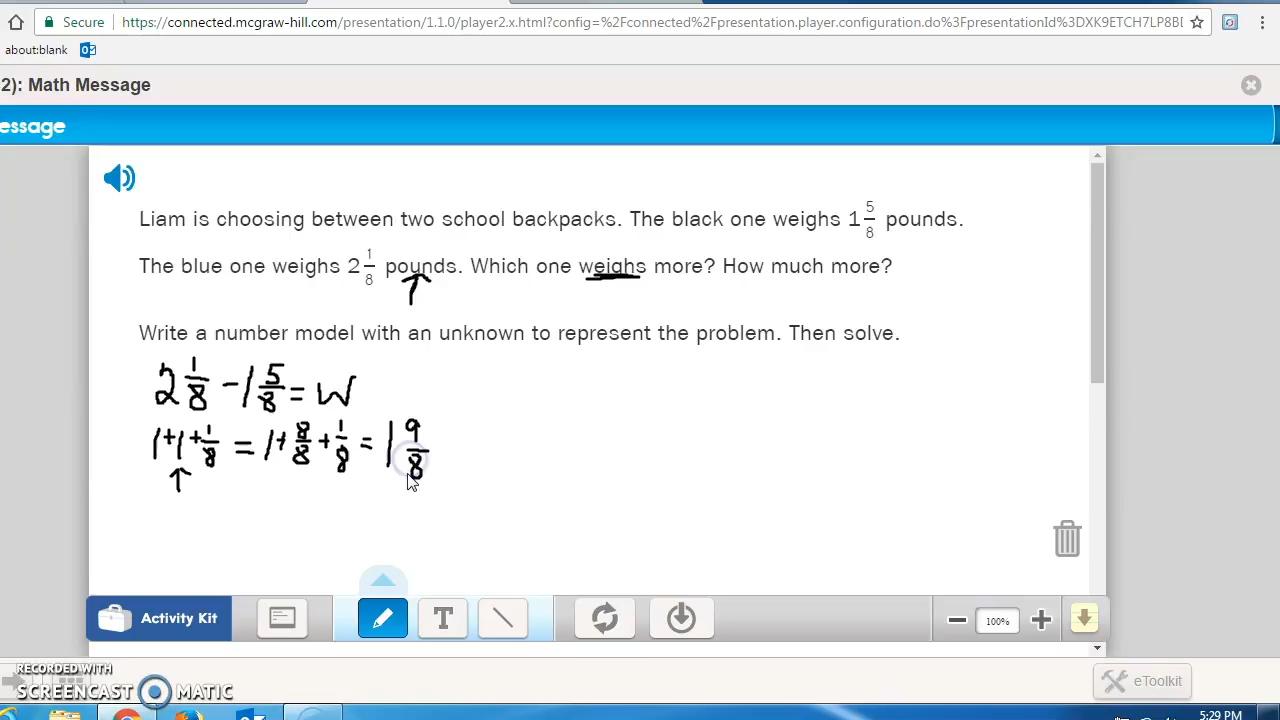 Secure https://connected.mcgraw-hill.com/presentation/1.1.0/player2.x.html?config=%2Fconnected%2Fpresentation.player.configuration.do%3FpresentationId%3DXK9ETCH7LP8BD
about:blank
2): Math Message
essage
Liam is choosing between two school backpacks. The black one weighs 1 5/8 pounds.
The blue one weighs 2 1/8 pounds. Which one weighs more? How much more?
Write a number model with an unknown to represent the problem. Then solve.
2 1/8 - 1 5/8 = W
1 + 1 + 1/8 = 1 + 8/8 + 1/8 = 1 9/8
Activity Kit
T
100%
RECORDED WITH
SCREENCAST MATIC
eToolkit
5:29 PM